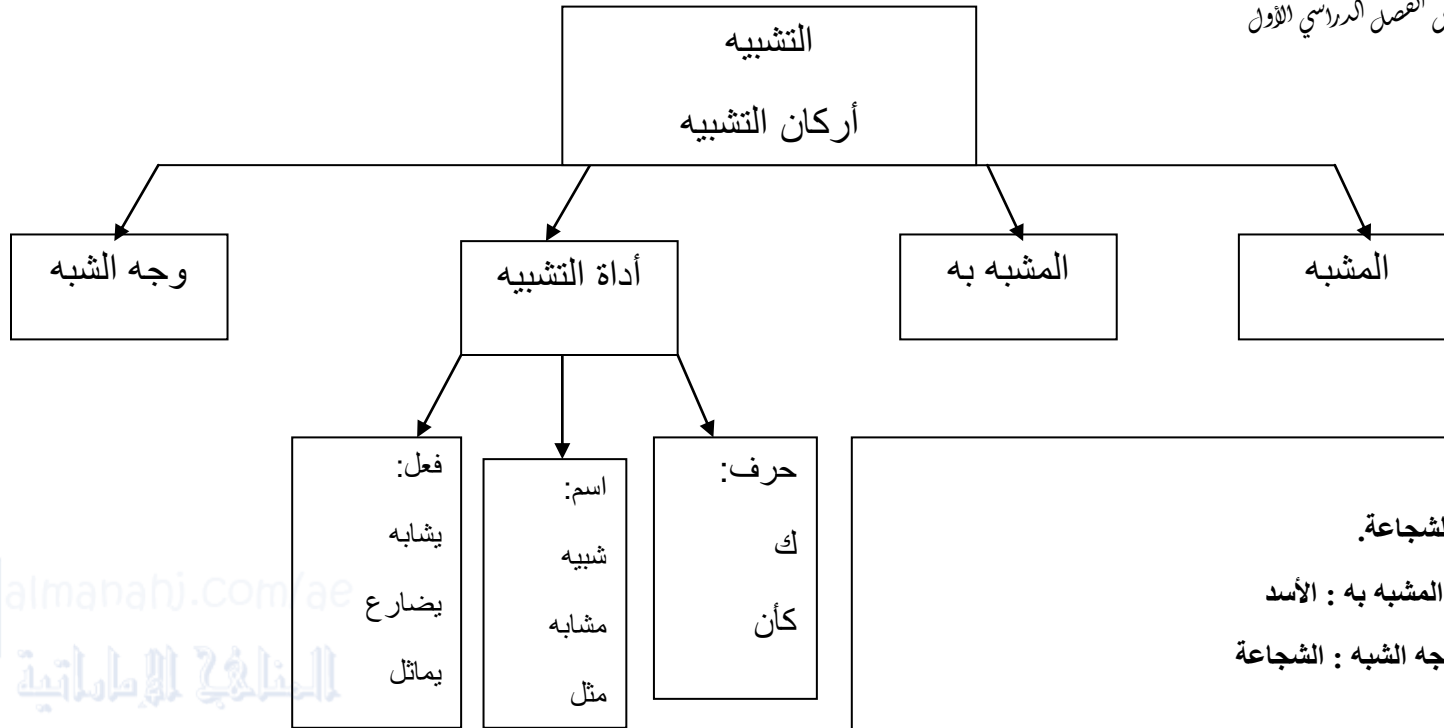 الفصل الدراسي الأول
التشبيه
أركان التشبيه
المشبه
المشبه به
أداة التشبيه
وجه الشبه
حرف:
ك
كأن
اسم:
شبيه
مشابه
مثل
فعل:
يشابه
يضارع
يماثل
لشجاعة.
المشبه به : الأسد
جه الشبه : الشجاعة
almanahj.com/ae
المناهج الإماراتية